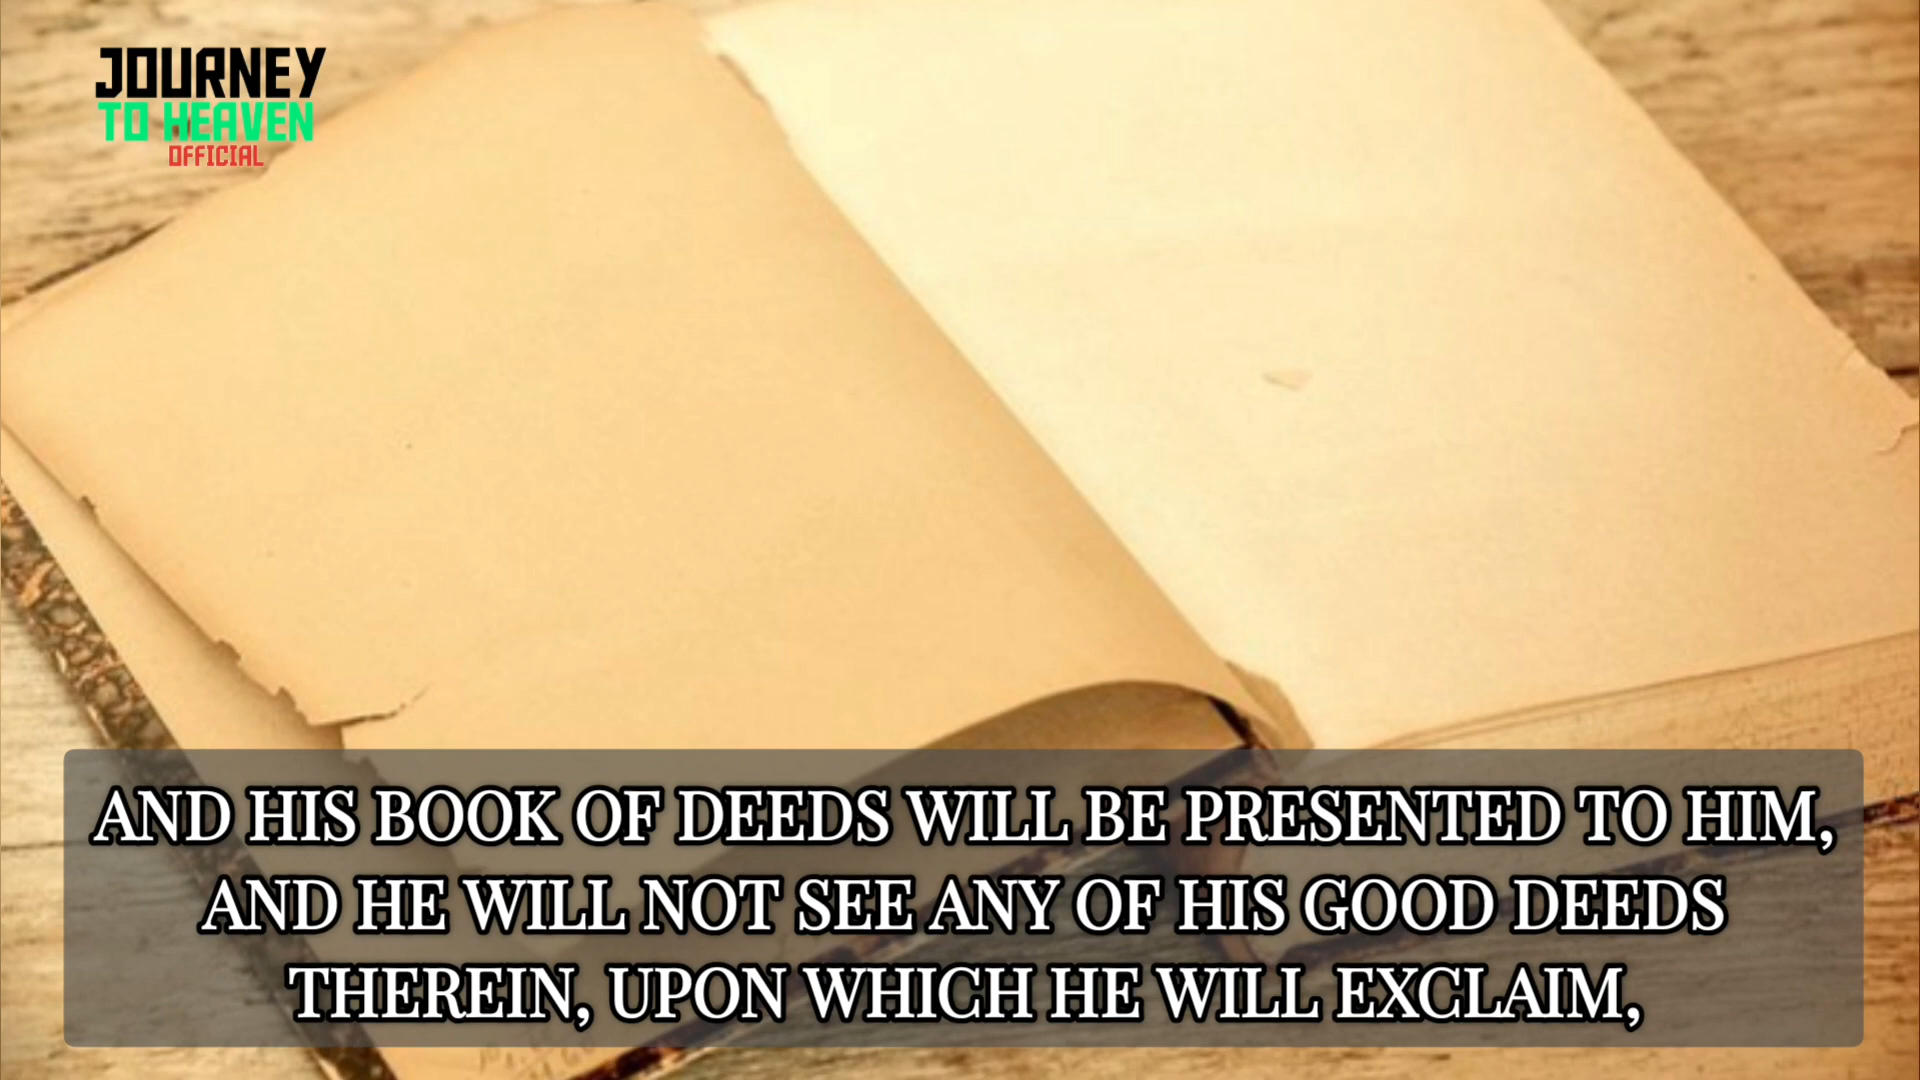 JOURNEY
TO HEAVEN
OFFICIAL
AND HIS BOOK OF DEEDS WILL BE PRESENTED TO HIM,
AND HE WILL NOT SEE ANY OF HIS GOOD DEEDS
THEREIN, UPON WHICH HE WILL EXCLAIM,